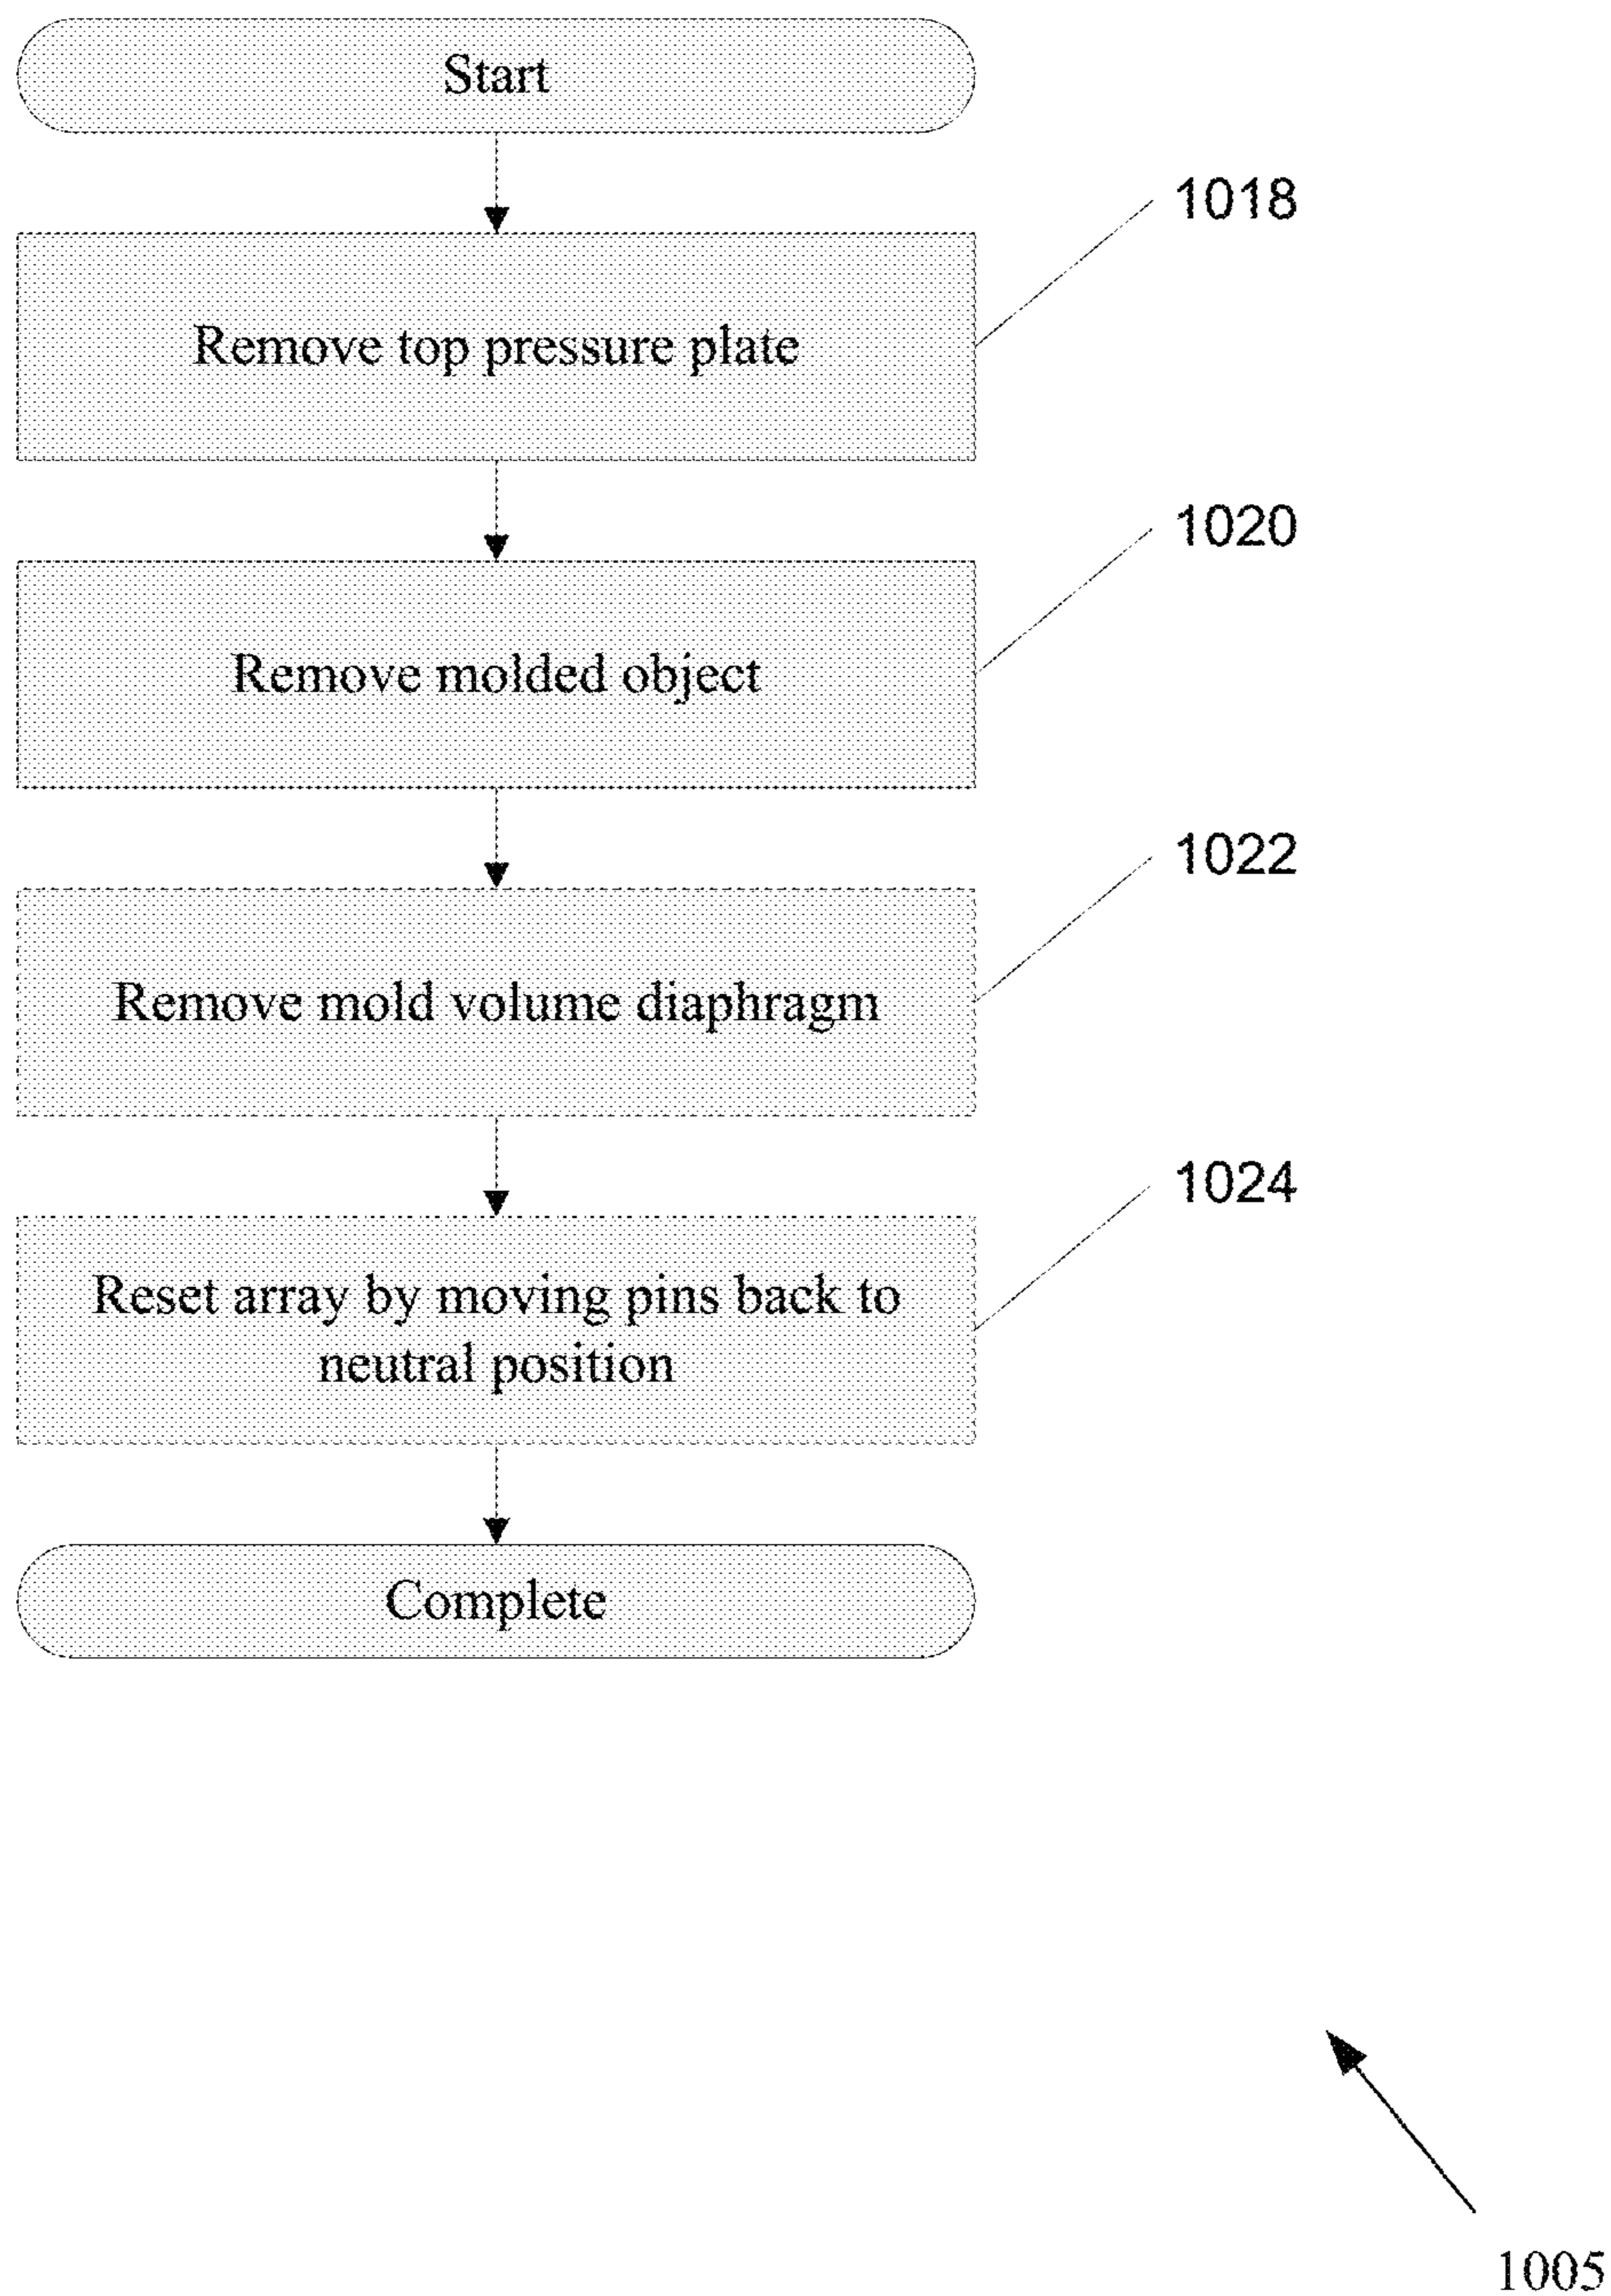 Start
1018
Remove top pressure plate
1020
Remove molded object
1022
Remove mold volume diaphragm
1024
Reset array by moving pins back to
neutral position
Complete
1005